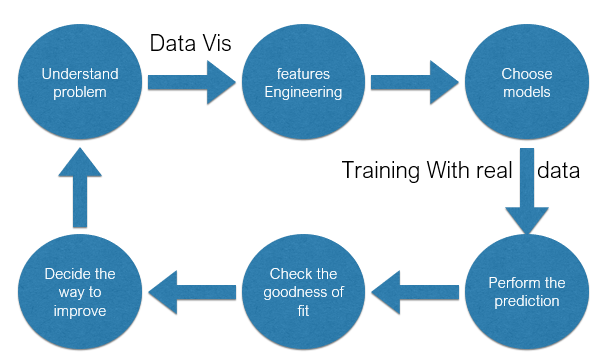 Data Vis
Understand
problem
features
Engineering
Choose
models
Training With real data
Decide the
way to
improve
Check the
goodness of
fit
Perform the
prediction